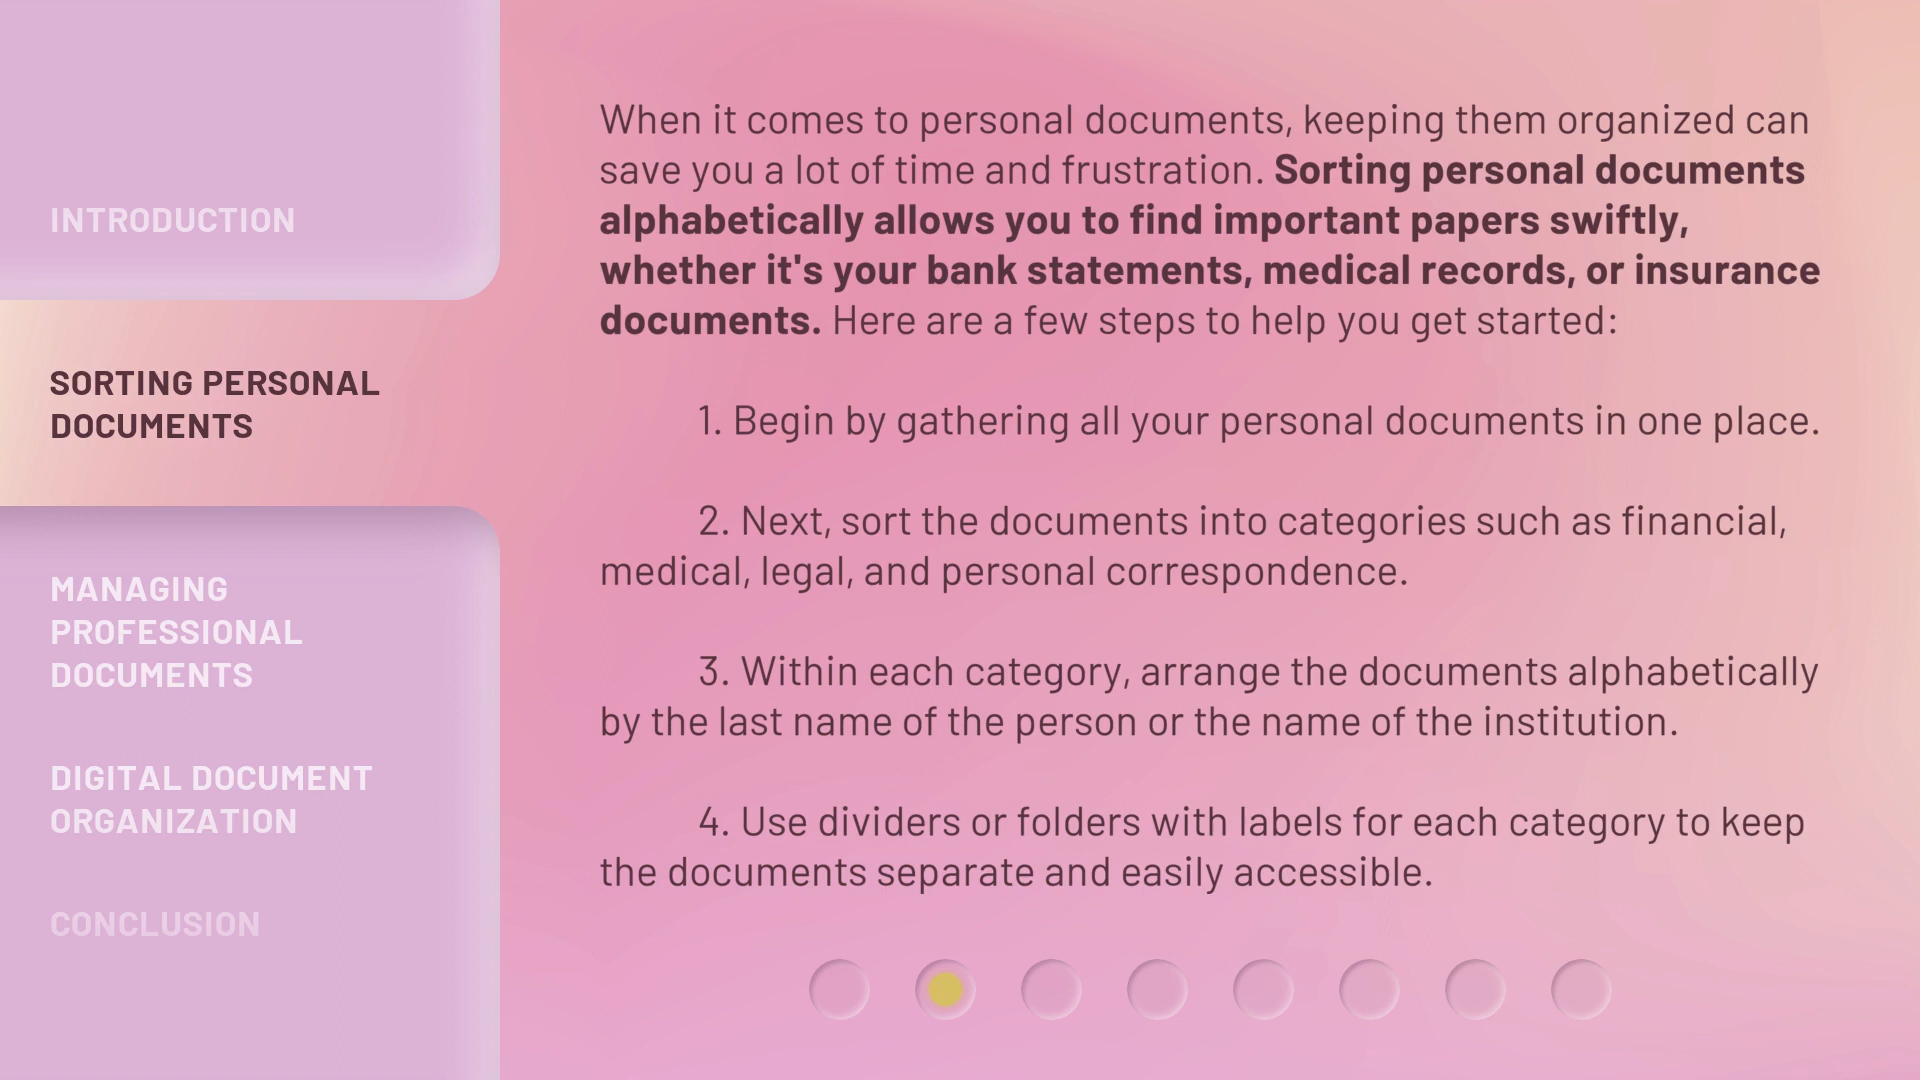 INTRODUCTION
SORTING PERSONAL
DOCUMENTS
MANAGING
PROFESSIONAL
DOCUMENTS
DIGITAL DOCUMENT
ORGANIZATION
CONCLUSION
When it comes to personal documents, keeping them organized can
save you a lot of time and frustration. Sorting personal documents
alphabetically allows you to find important papers swiftly,
whether it's your bank statements, medical records, or insurance
documents. Here are a few steps to help you get started:
1. Begin by gathering all your personal documents in one place.
2. Next, sort the documents into categories such as financial,
medical, legal, and personal correspondence.
3. Within each category, arrange the documents alphabetically
by the last name of the person or the name of the institution.
4. Use dividers or folders with labels for each category to keep
the documents separate and easily accessible.